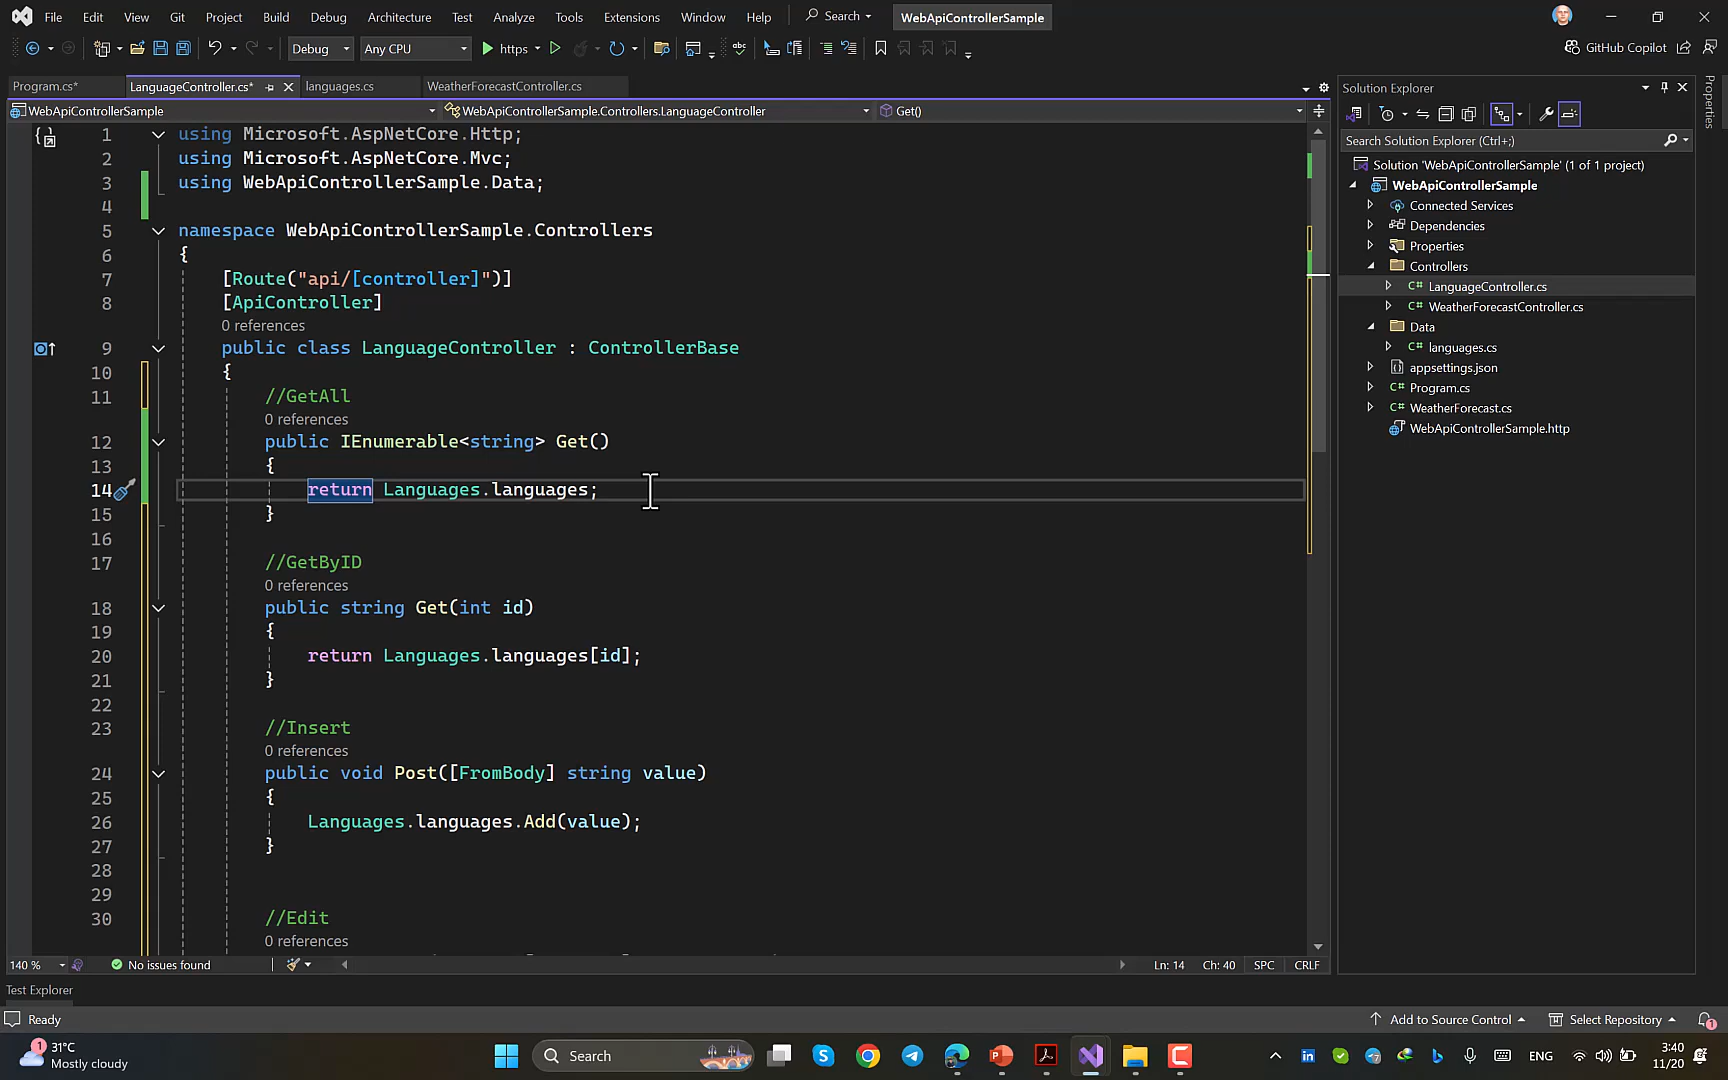 File Edit View Git Project Build Debug Architecture Test Analyze Tools Extensions Window Help Search WebApiControllerSample
Debug Any CPU https GitHub Copilot
Program.cs* LanguageController.cs* languages.cs WeatherForecastController.cs
WebApiControllerSample WebApiControllerSample.Controllers.LanguageController Get()
1 using Microsoft.AspNetCore.Http;
2 using Microsoft.AspNetCore.Mvc;
3 using WebApiControllerSample.Data;
4
5 namespace WebApiControllerSample.Controllers
6 {
7 [Route("api/[controller]")]
8 [ApiController]
0 references
9 public class LanguageController : ControllerBase
10 {
11 //GetAll
0 references
12 public IEnumerable<string> Get()
13 {
14 return Languages.languages;
15 }
16
17 //GetByID
0 references
18 public string Get(int id)
19 {
20 return Languages.languages[id];
21 }
22
23 //Insert
0 references
24 public void Post([FromBody] string value)
25 {
26 Languages.languages.Add(value);
27 }
28
29
30 //Edit
0 references
140 % No issues found Ln: 14 Ch: 40 SPC CRLF
Test Explorer
Ready Add to Source Control Select Repository 1
Solution Explorer
Search Solution Explorer (Ctrl+;)
Solution 'WebApiControllerSample' (1 of 1 project)
WebApiControllerSample
Connected Services
Dependencies
Properties
Controllers
C# LanguageController.cs
C# WeatherForecastController.cs
Data
C# languages.cs
appsettings.json
C# Program.cs
C# WeatherForecast.cs
WebApiControllerSample.http
Properties
1 31°C
Mostly cloudy
Search
ENG
3:40
11/20